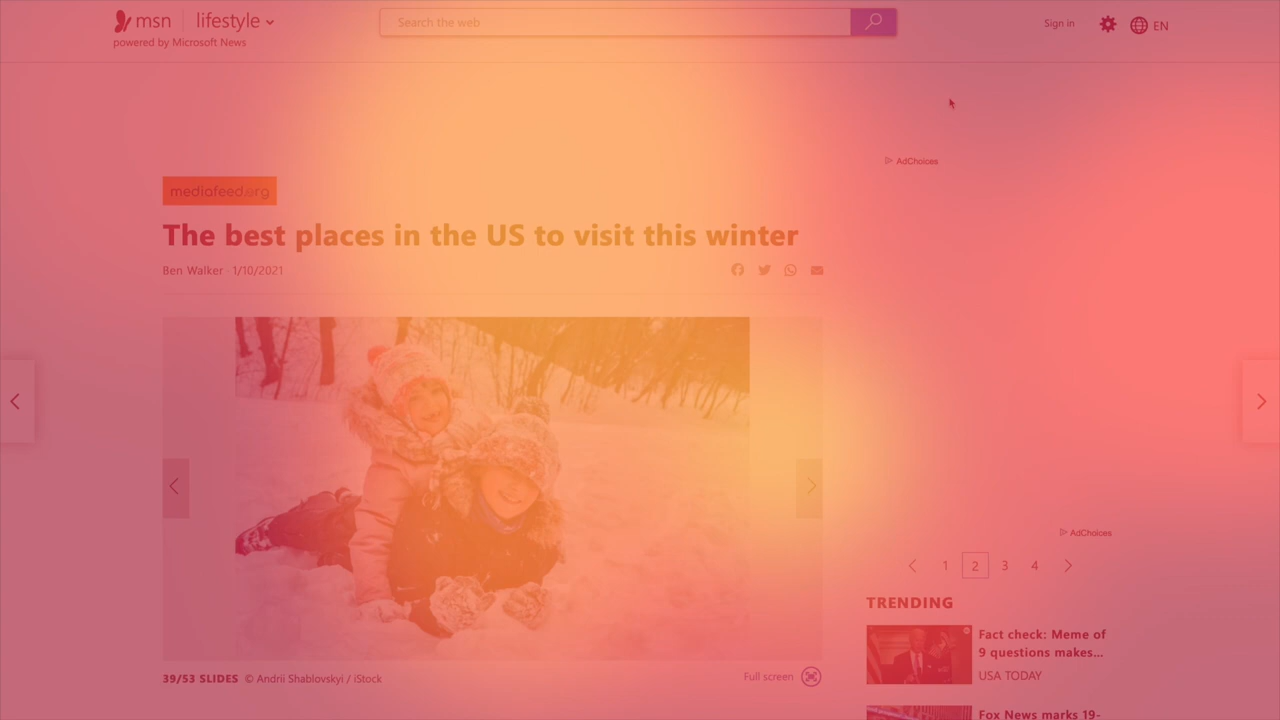 msn lifestyle
powered by Microsoft News
Search the web
Sign in
EN
AdChoices
mediafeed.org
The best places in the US to visit this winter
Ben Walker · 1/10/2021
39/53 SLIDES © Andrii Shablovskyi / iStock
Full screen
AdChoices
1 2 3 4
TRENDING
Fact check: Meme of
9 questions makes...
USA TODAY
Fox News marks 19-